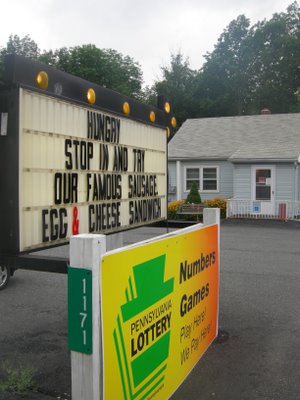 HUNGRY
STOP IN AND TRY
OUR FAMOUS SAUSAGE
EGG & CHEESE SANDWICH
1171
PENNSYLVANIA
LOTTERY
Numbers
Games
Play Here!
We Pay Here!